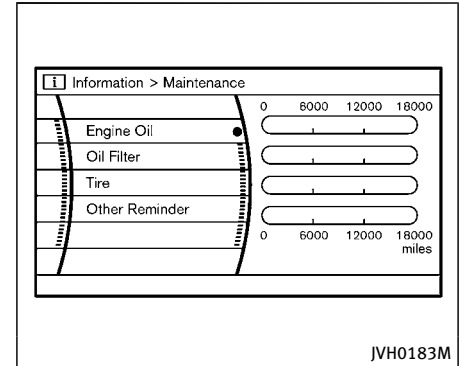 i Information > Maintenance
0 6000 12000 18000
Engine Oil
Oil Filter
Tire
Other Reminder
0 6000 12000 18000
miles
JVH0183M